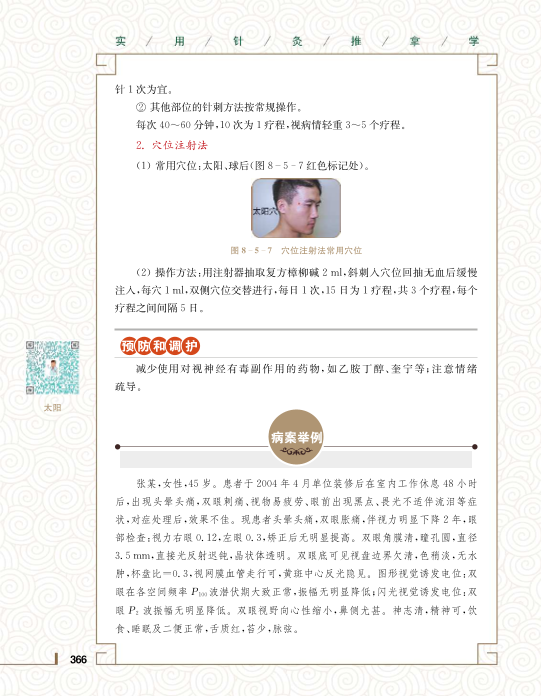 实 / 用 / 针 / 灸 / 推 / 拿 / 学
针 1 次为宜。
② 其他部位的针刺方法按常规操作。
每次 40～60 分钟,10 次为 1 疗程,视病情轻重 3～5 个疗程。
2. 穴位注射法
(1) 常用穴位:太阳、球后(图 8-5-7 红色标记处)。
太阳穴
图 8-5-7 穴位注射法常用穴位
(2) 操作方法:用注射器抽取复方樟柳碱 2 ml,斜刺入穴位回抽无血后缓慢
注入,每穴 1 ml,双侧穴位交替进行,每日 1 次,15 日为 1 疗程,共 3 个疗程,每个
疗程之间间隔 5 日。
预防和调护
减少使用对视神经有毒副作用的药物,如乙胺丁醇、奎宁等;注意情绪
疏导。
太阳
病案举例
张某,女性,45 岁。患者于 2004 年 4 月单位装修后在室内工作休息 48 小时
后,出现头晕头痛,双眼刺痛、视物易疲劳、眼前出现黑点、畏光不适伴流泪等症
状,对症处理后,效果不佳。现患者头晕头痛,双眼胀痛,伴视力明显下降 2 年,眼
部检查:视力右眼 0.12,左眼 0.3,矫正后无明显提高。双眼角膜清,瞳孔圆,直径
3.5 mm,直接光反射迟钝,晶状体透明。双眼底可见视盘边界欠清,色稍淡,无水
肿,杯盘比=0.3,视网膜血管走行可,黄斑中心反光隐见。图形视觉诱发电位:双
眼在各空间频率 P₁₀₀ 波潜伏期大致正常,振幅无明显降低;闪光视觉诱发电位:双
眼 P₂ 波振幅无明显降低。双眼视野向心性缩小,鼻侧尤甚。神志清,精神可,饮
食、睡眠及二便正常,舌质红,苔少,脉弦。
366